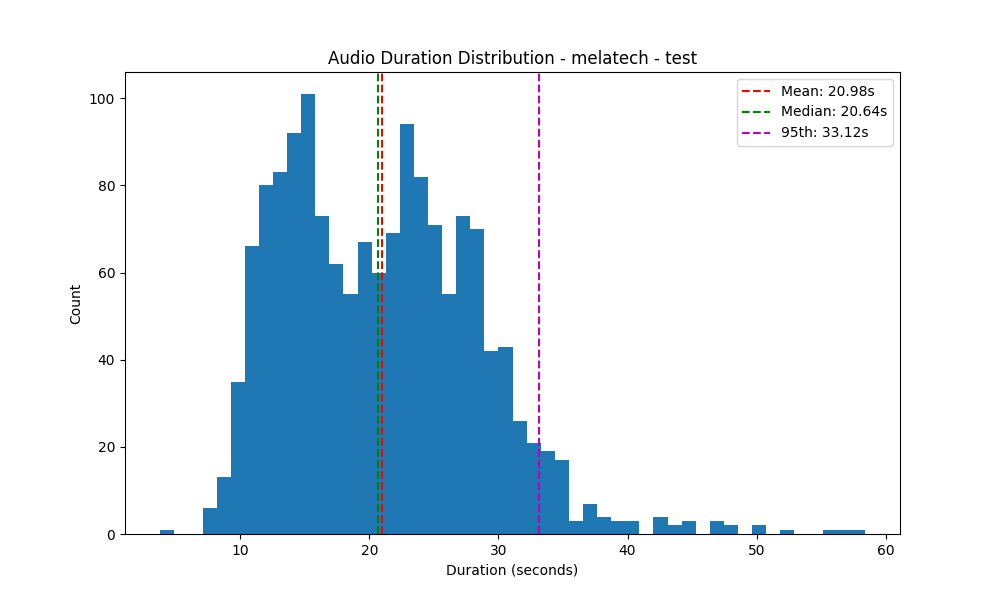 Audio Duration Distribution - melatech - test
Mean: 20.98s
Median: 20.64s
95th: 33.12s
100
80
60
40
20
0
Count
10 20 30 40 50 60
Duration (seconds)